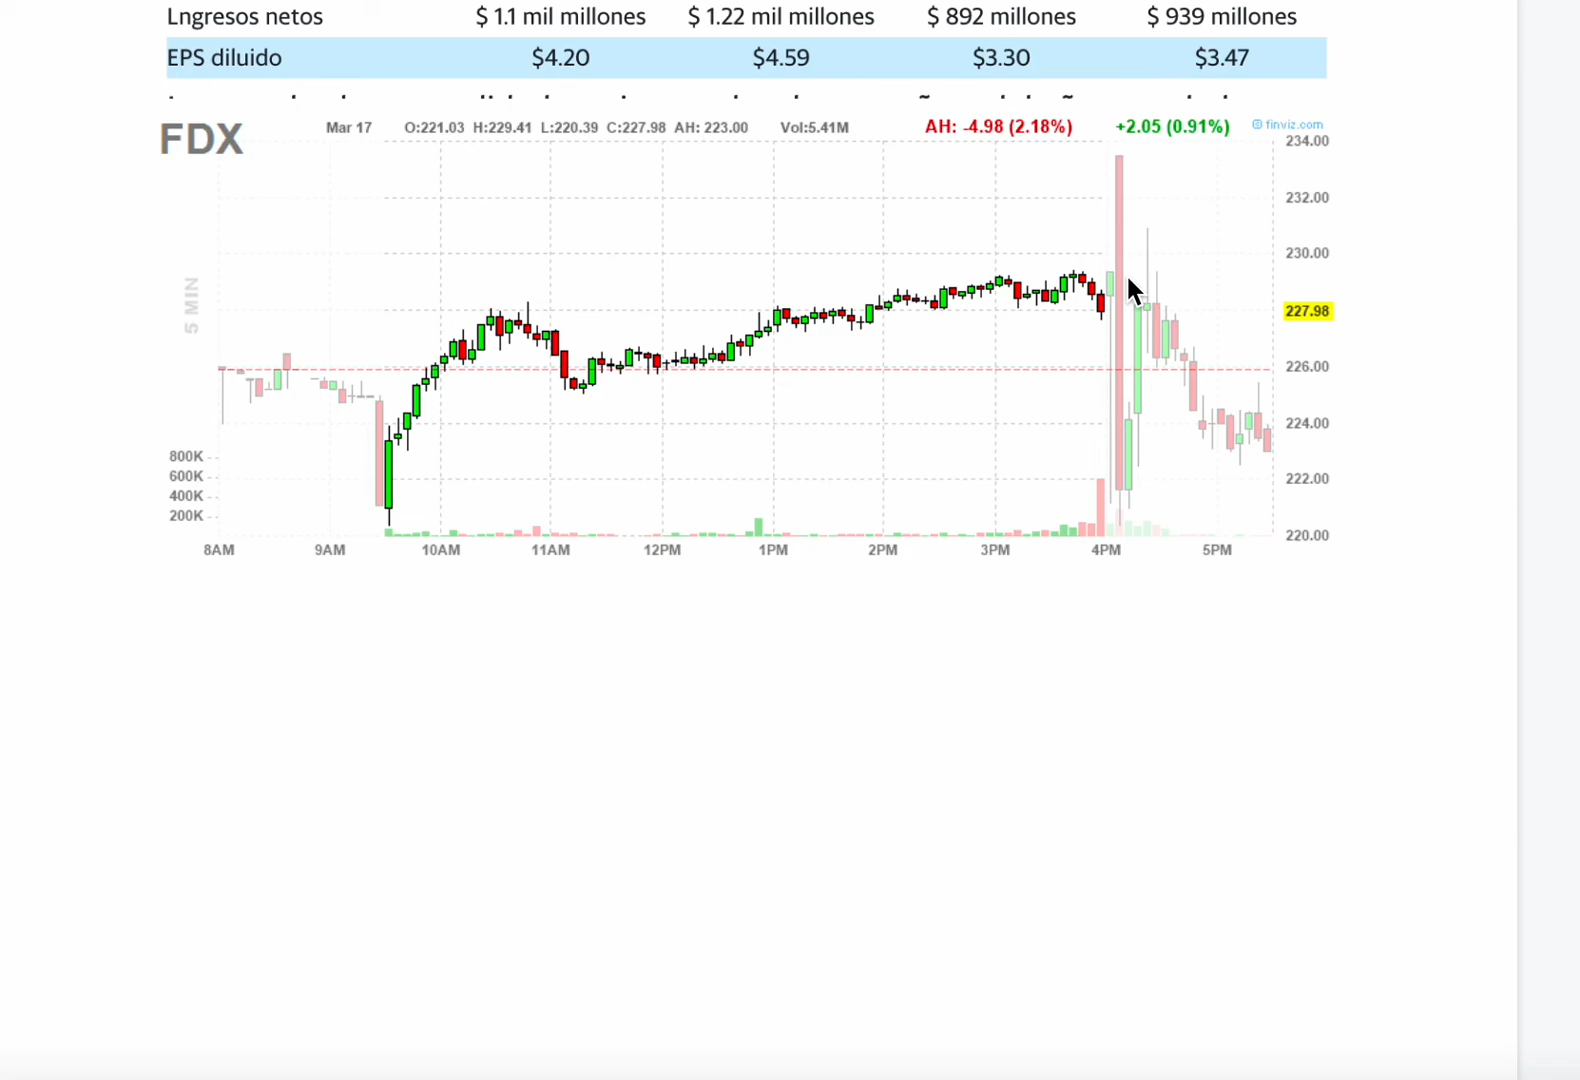 Lngresos netos $ 1.1 mil millones $ 1.22 mil millones $ 892 millones $ 939 millones
EPS diluido $4.20 $4.59 $3.30 $3.47
FDX Mar 17 O:221.03 H:229.41 L:220.39 C:227.98 AH: 223.00 Vol:5.41M AH: -4.98 (2.18%) +2.05 (0.91%) © finviz.com
234.00
232.00
230.00
5 MIN
227.98
226.00
224.00
800K
600K
222.00
400K
200K
220.00
8AM 9AM 10AM 11AM 12PM 1PM 2PM 3PM 4PM 5PM